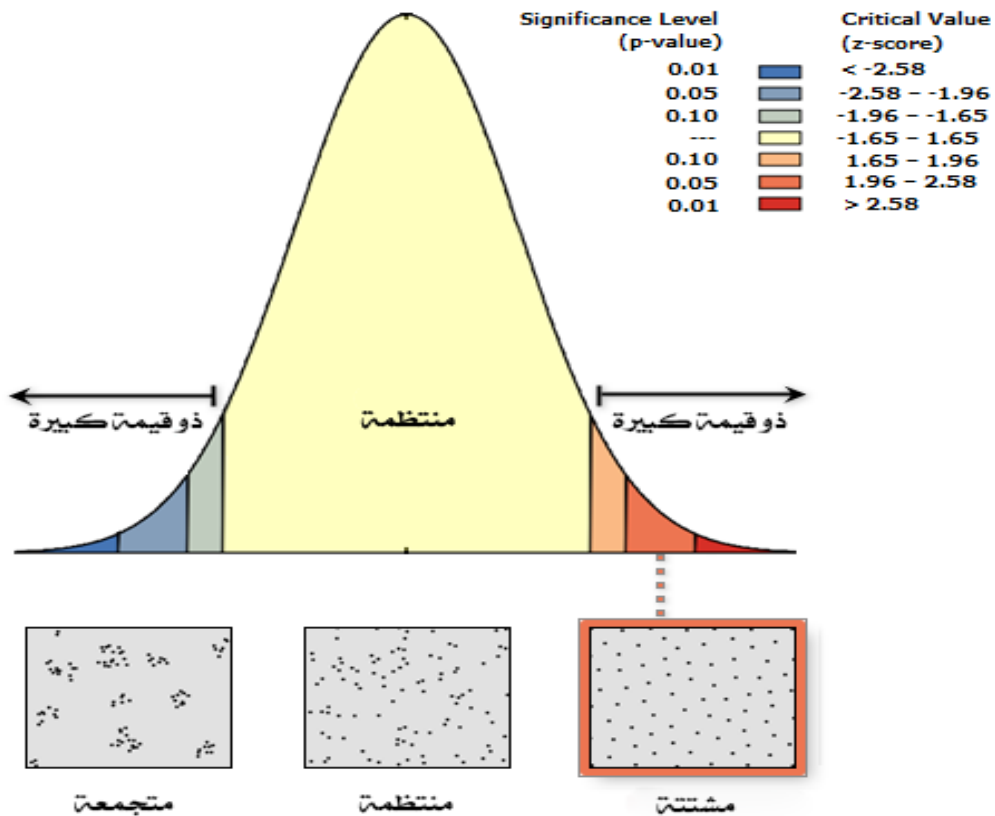 Significance Level Critical Value
(p-value) (z-score)
0.01 < -2.58
0.05 -2.58 – -1.96
0.10 -1.96 – -1.65
--- -1.65 – 1.65
0.10 1.65 – 1.96
0.05 1.96 – 2.58
0.01 > 2.58
ذو قيمة كبيرة منتظمة ذو قيمة كبيرة
متجمعة منتظمة مشتتة